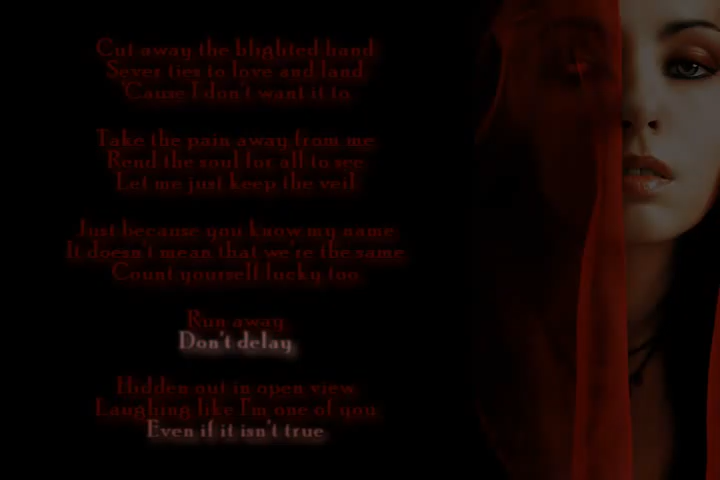 Cut away the blighted hand
Sever ties to love and land
'Cause I don't want it to
Take the pain away from me
Rend the soul for all to see
Let me just keep the veil
Just because you know my name
It doesn't mean that we're the same
Count yourself lucky too
Run away
Don't delay
Hidden out in open view
Laughing like I'm one of you
Even if it isn't true